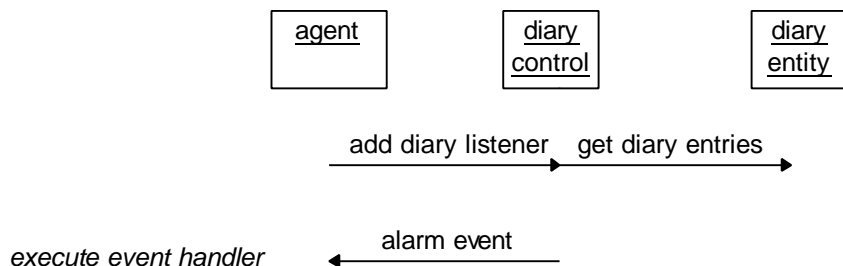 agent
diary
control
diary
entity
add diary listener
get diary entries
alarm event
execute event handler